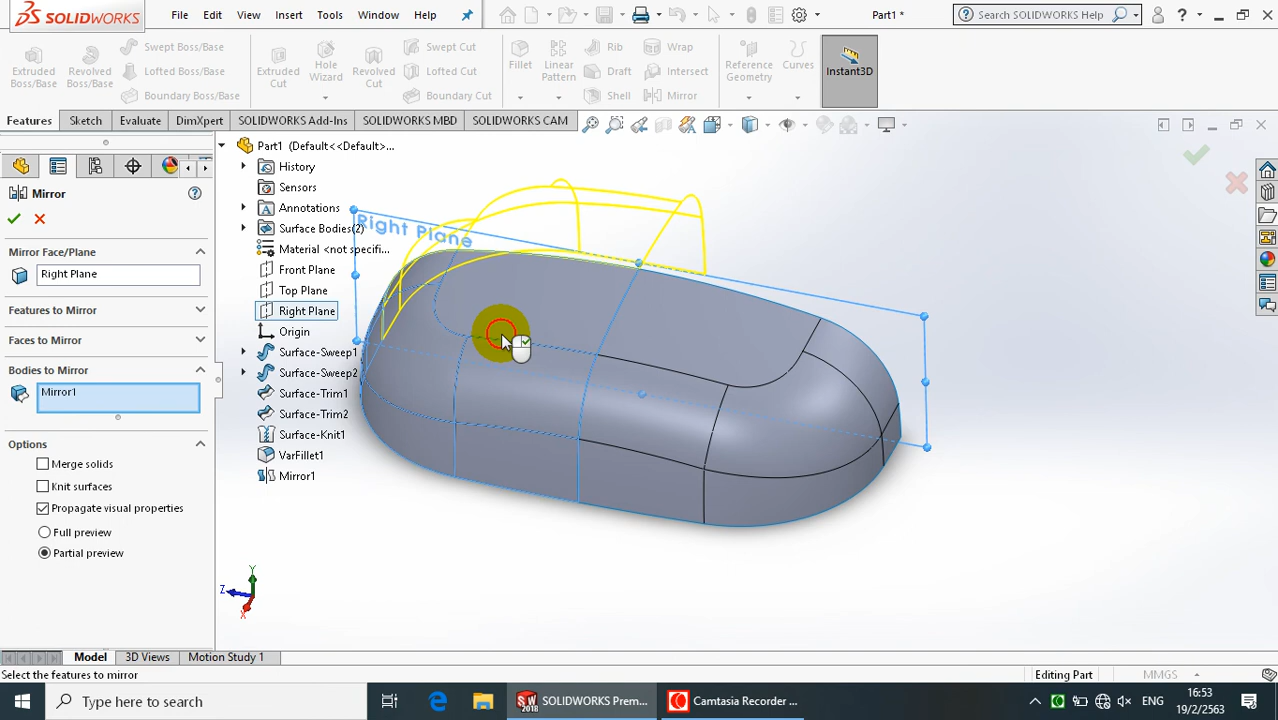 SOLIDWORKS
File Edit View Insert Tools Window Help
Part1 *
Search SOLIDWORKS Help
Extruded Boss/Base
Revolved Boss/Base
Swept Boss/Base
Lofted Boss/Base
Boundary Boss/Base
Extruded Cut
Hole Wizard
Revolved Cut
Swept Cut
Lofted Cut
Boundary Cut
Fillet
Linear Pattern
Rib
Draft
Shell
Wrap
Intersect
Mirror
Reference Geometry
Curves
Instant3D
Features Sketch Evaluate DimXpert SOLIDWORKS Add-Ins SOLIDWORKS MBD SOLIDWORKS CAM
Mirror
Mirror Face/Plane
Right Plane
Features to Mirror
Faces to Mirror
Bodies to Mirror
Mirror1
Options
Merge solids
Knit surfaces
Propagate visual properties
Full preview
Partial preview
Part1 (Default<<Default>...
History
Sensors
Annotations
Surface Bodies(2)
Material <not specifi...
Front Plane
Top Plane
Right Plane
Origin
Surface-Sweep1
Surface-Sweep2
Surface-Trim1
Surface-Trim2
Surface-Knit1
VarFillet1
Mirror1
Right Plane
Y
Z
X
Model 3D Views Motion Study 1
Select the features to mirror
Editing Part
MMGS
Type here to search
SW 2018
SOLIDWORKS Prem...
Camtasia Recorder ...
ENG
16:53
19/2/2563